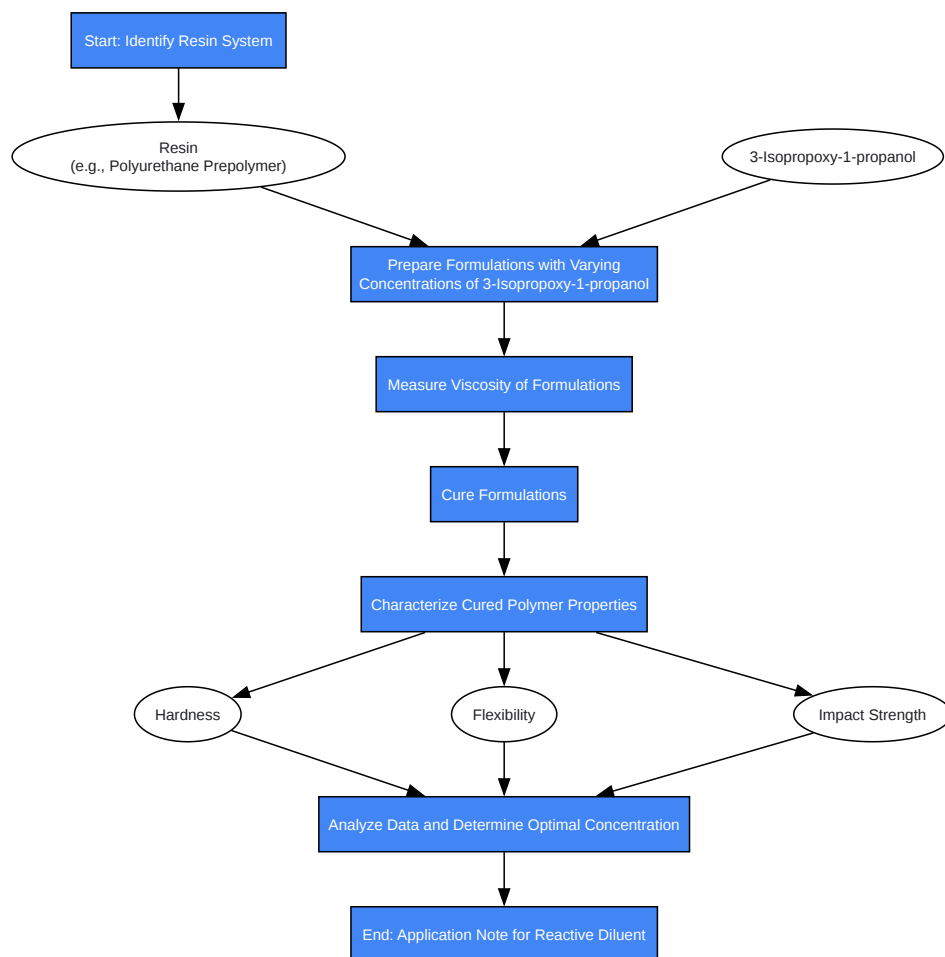 Start: Identify Resin System
Resin
(e.g., Polyurethane Prepolymer)
3-Isopropoxy-1-propanol
Prepare Formulations with Varying
Concentrations of 3-Isopropoxy-1-propanol
Measure Viscosity of Formulations
Cure Formulations
Characterize Cured Polymer Properties
Hardness
Flexibility
Impact Strength
Analyze Data and Determine Optimal Concentration
End: Application Note for Reactive Diluent